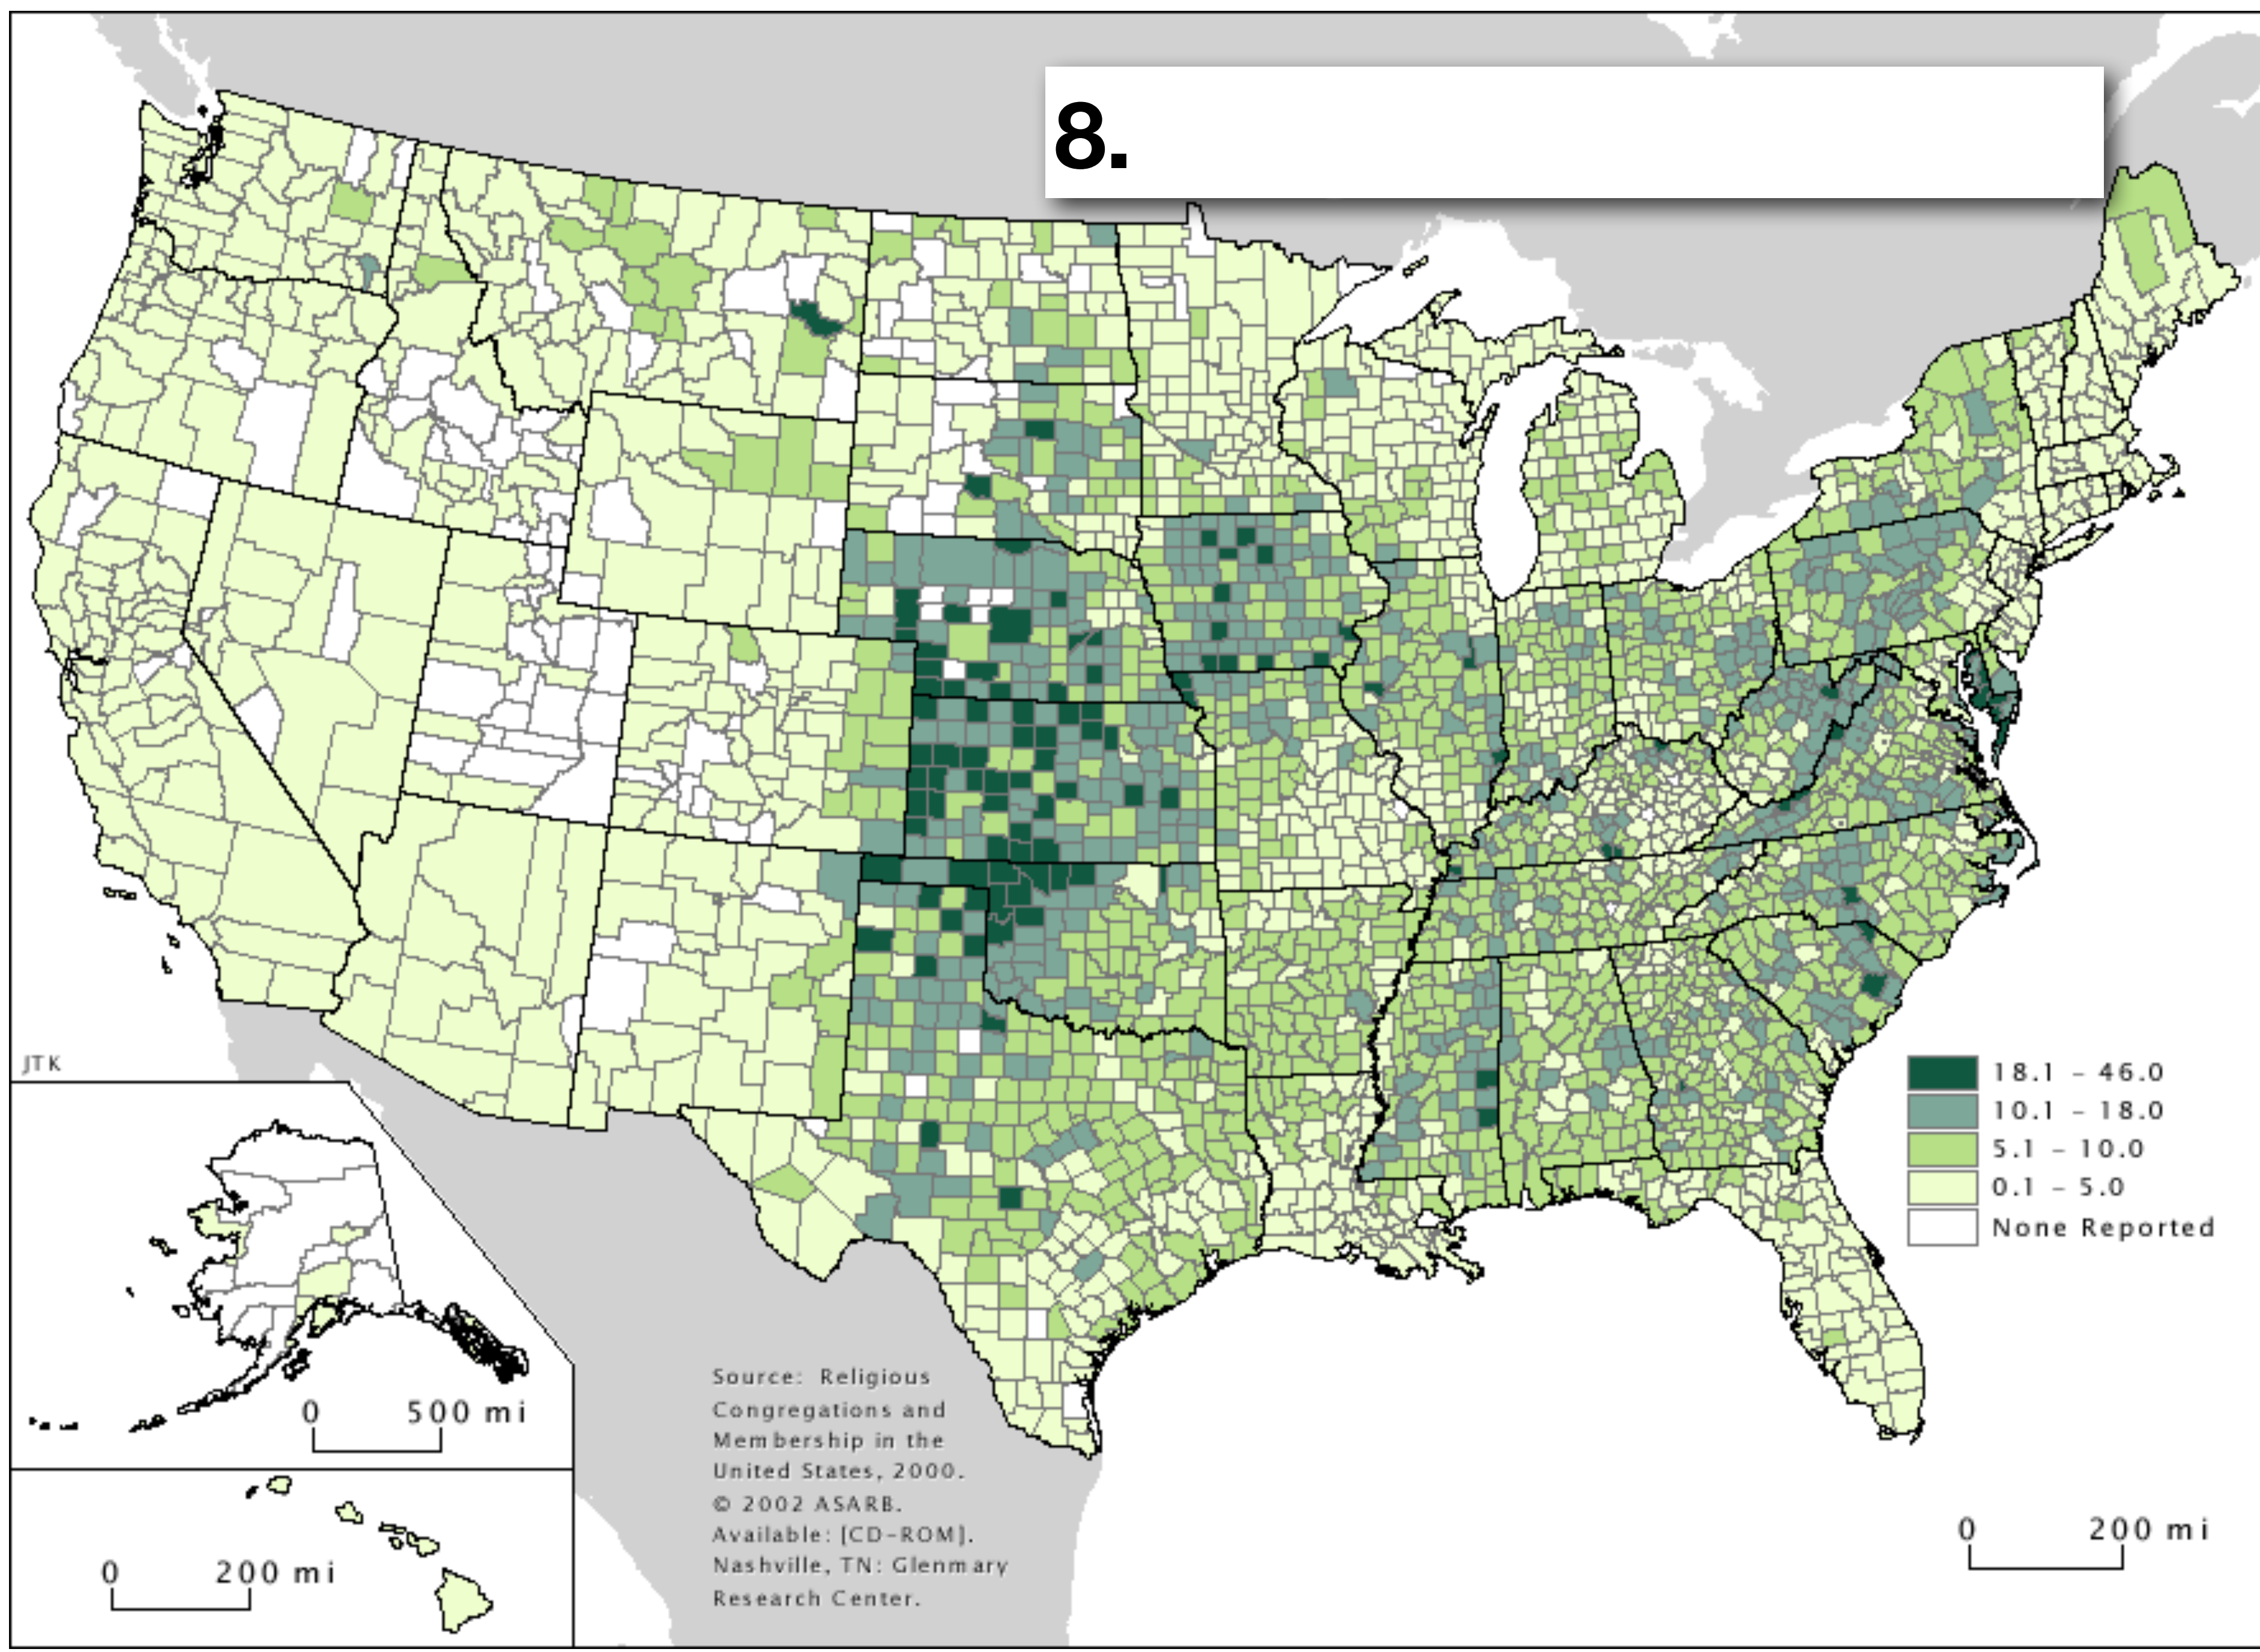 8.
JTK
18.1 – 46.0
10.1 – 18.0
5.1 – 10.0
0.1 – 5.0
None Reported
0 500 mi
0 200 mi
Source: Religious
Congregations and
Membership in the
United States, 2000.
© 2002 ASARB.
Available: [CD–ROM].
Nashville, TN: Glenmary
Research Center.
0 200 mi